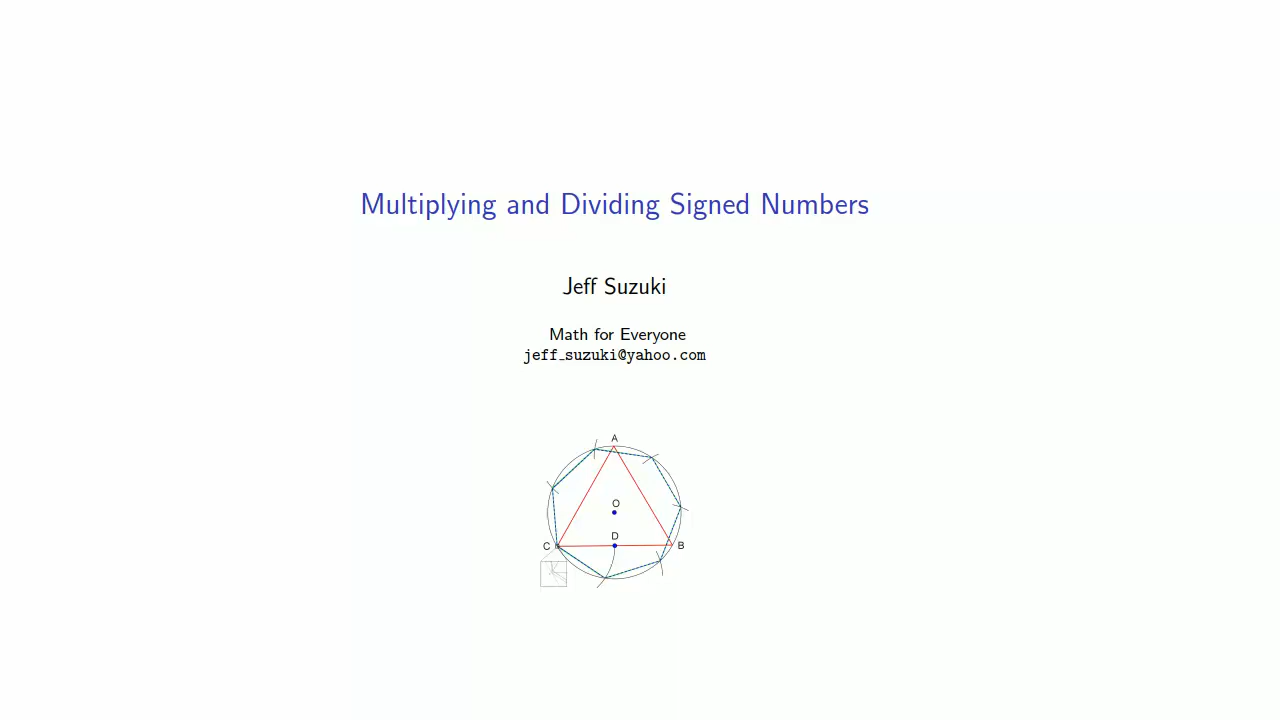 Multiplying and Dividing Signed Numbers
Jeff Suzuki
Math for Everyone
jeff_suzuki@yahoo.com
A
O
D
C
B